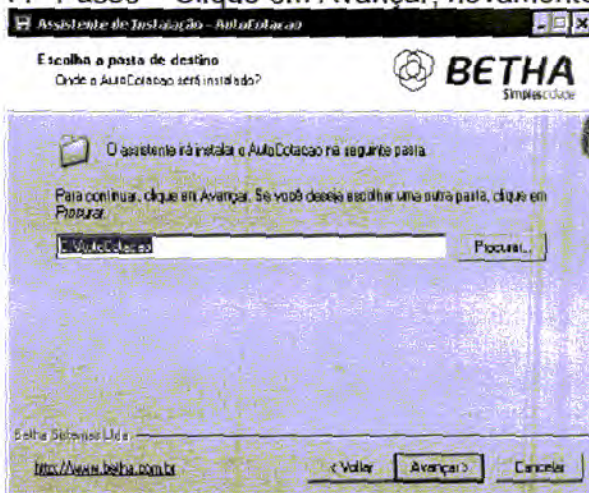 Passo - Clique em Avançar, novamente
Assistente de Instalação - AutoCotacao
Escolha a pasta de destino
Onde o AutoCotacao será instalado?
BETHA
Simplescidade
O assistente irá instalar o AutoCotacao na seguinte pasta.
Para continuar, clique em Avançar. Se você deseja escolher uma outra pasta, clique em
Procurar.
C:\AutoCotacao
Procurar...
Betha Sistemas Ltda
http://www.betha.com.br
< Voltar
Avançar >
Cancelar